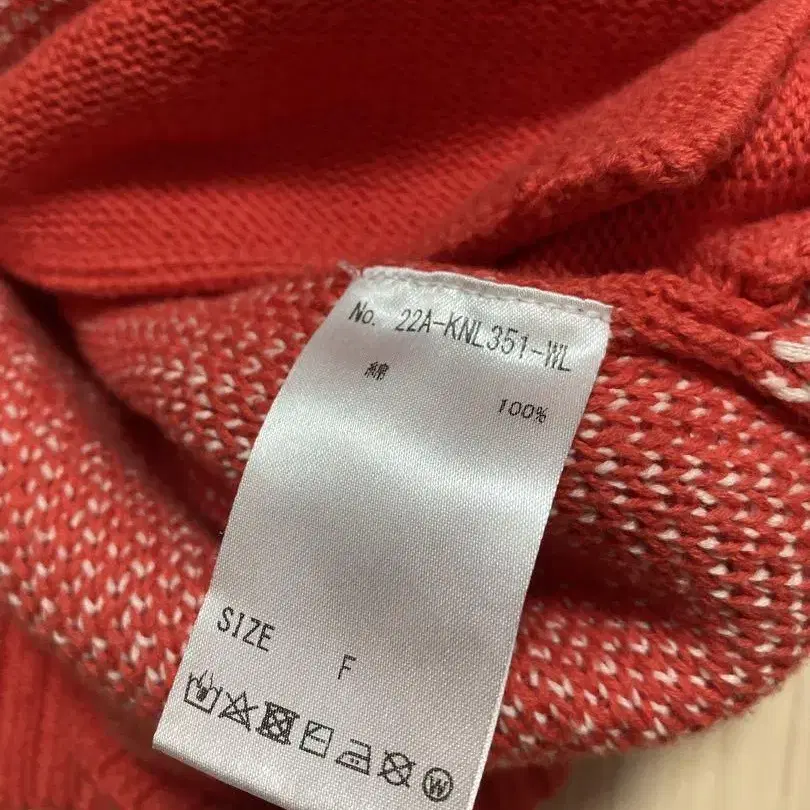 No. 22A-KNL351-WL
綿
100%
SIZE
F
W